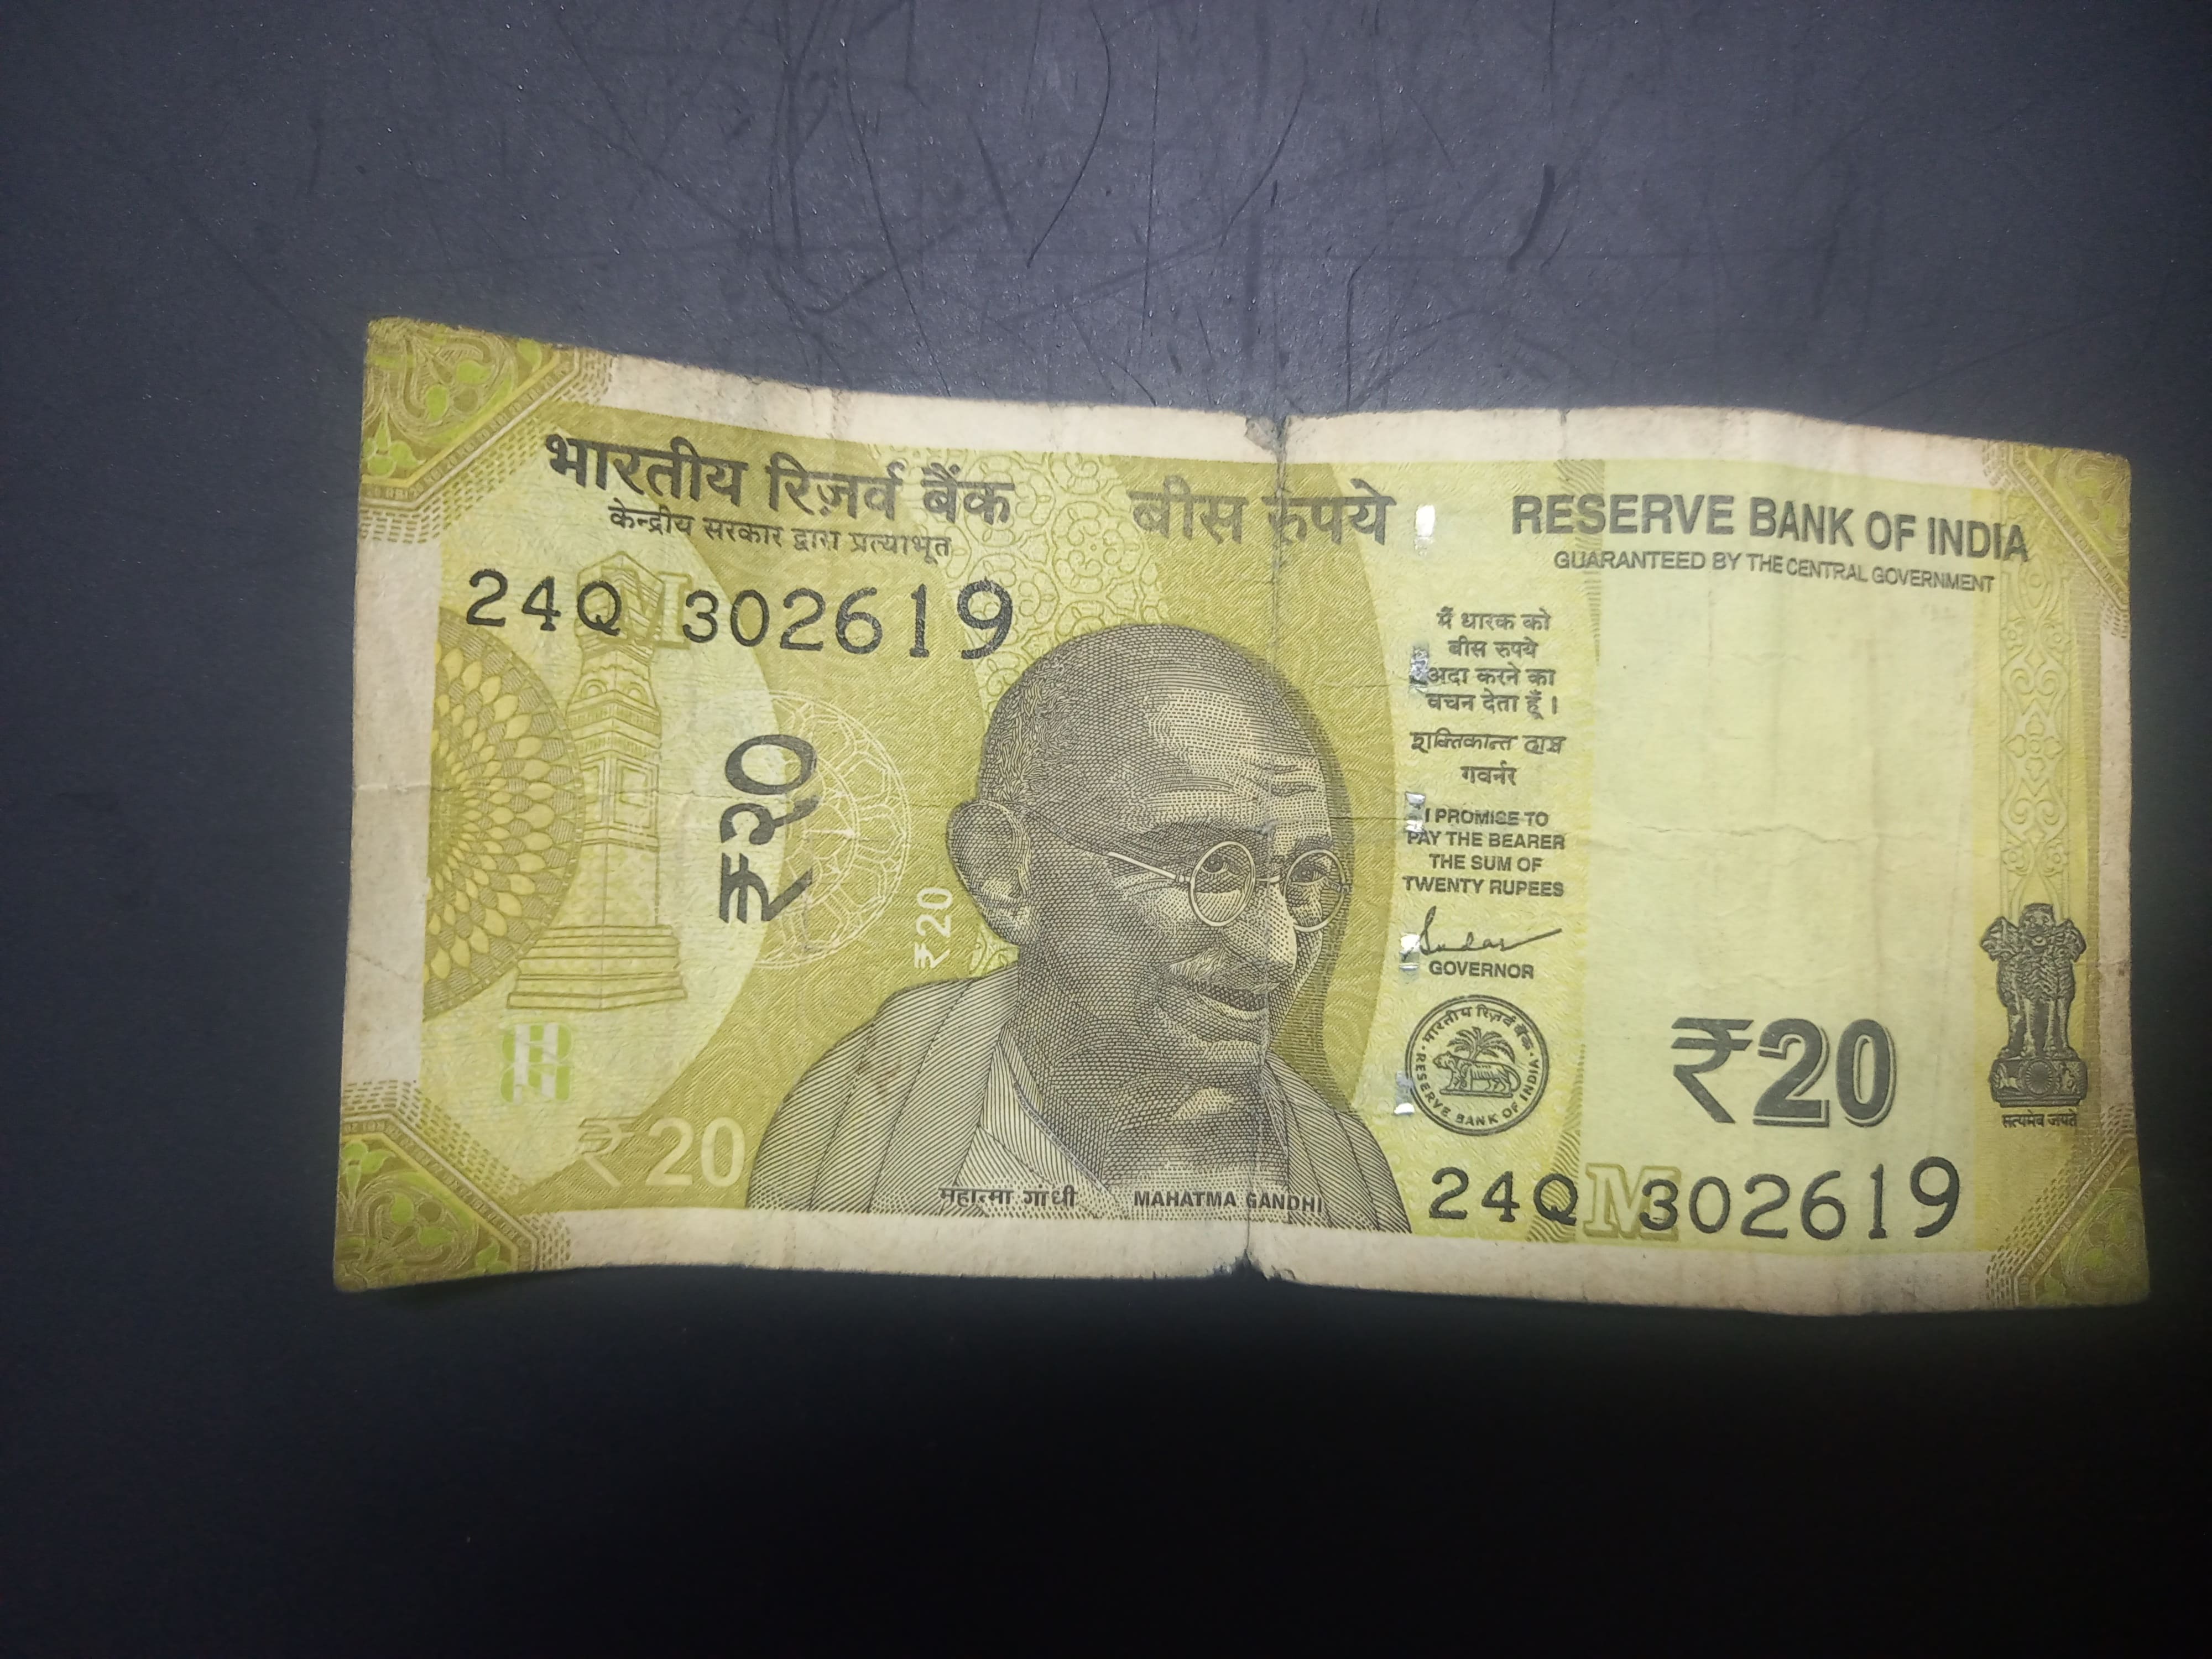 भारतीय रिज़र्व बैंक
केन्द्रीय सरकार द्वारा प्रत्याभूत
बीस रुपये
RESERVE BANK OF INDIA
GUARANTEED BY THE CENTRAL GOVERNMENT
24Q 302619
M
₹२०
₹20
₹20
मैं धारक को
बीस रुपये
अदा करने का
वचन देता हूँ ।
शक्तिकान्त दास
गवर्नर
I PROMISE TO
PAY THE BEARER
THE SUM OF
TWENTY RUPEES
GOVERNOR
भारतीय रिज़र्व बैंक
RESERVE BANK OF INDIA
₹20
सत्यमेव जयते
24Q 302619
M
महात्मा गांधी MAHATMA GANDHI